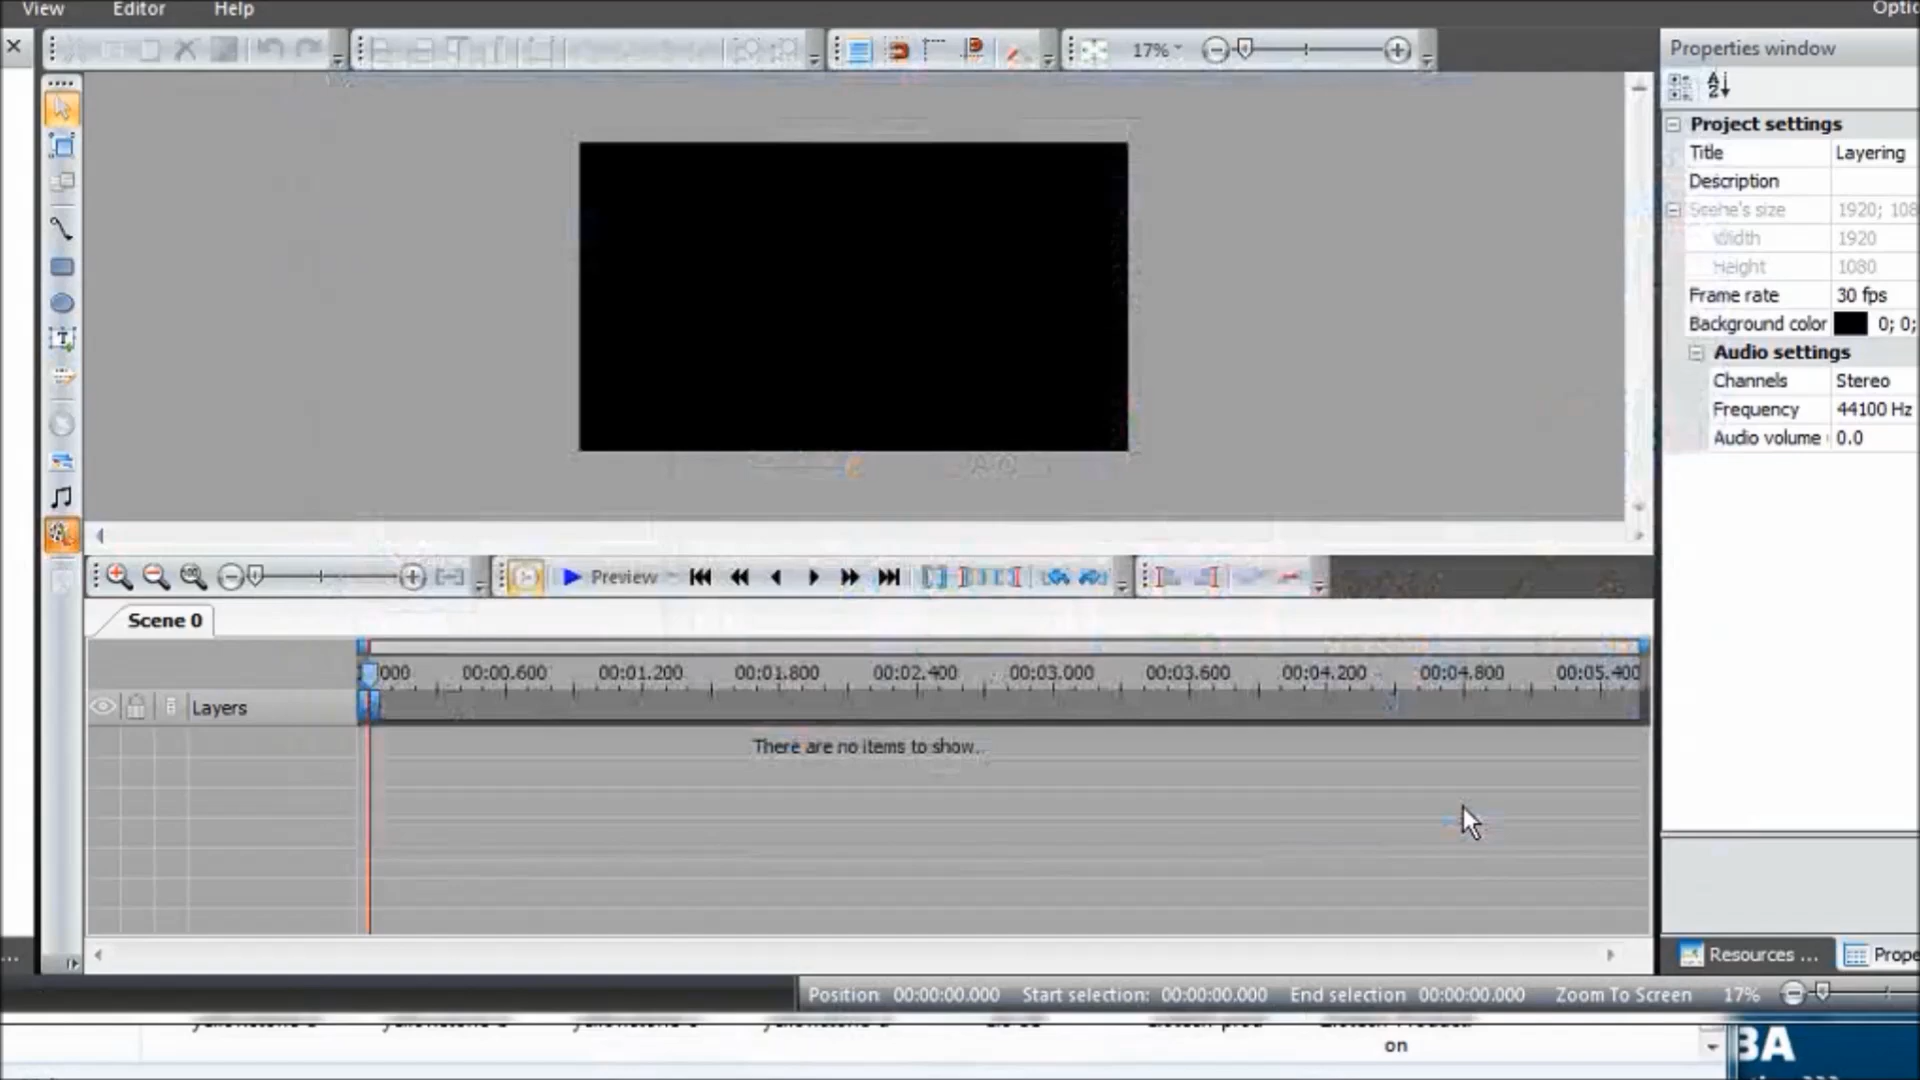 View Editor Help Optio
17%
Properties window
Project settings
Title Layering
Description
Scene's size 1920; 108
Width 1920
Height 1080
Frame rate 30 fps
Background color 0; 0;
Audio settings
Channels Stereo
Frequency 44100 Hz
Audio volume 0.0
Preview
Scene 0
000 00:00.600 00:01.200 00:01.800 00:02.400 00:03.000 00:03.600 00:04.200 00:04.800 00:05.400
Layers
There are no items to show...
Resources ... Prope
Position 00:00:00.000 Start selection: 00:00:00.000 End selection 00:00:00.000 Zoom To Screen 17%
on
BA